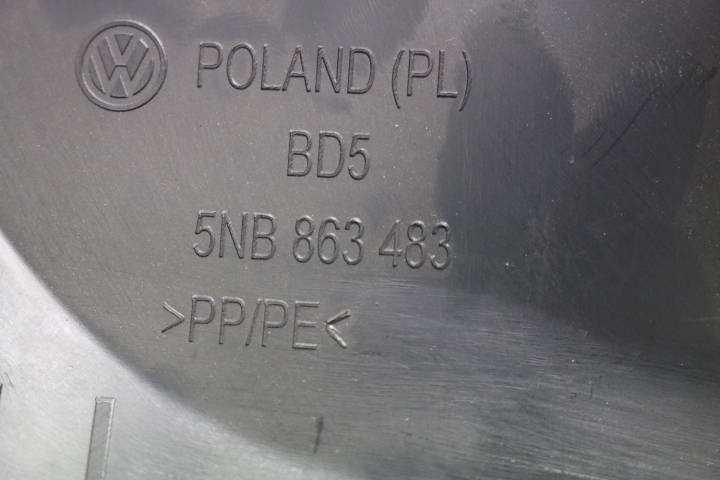 POLAND (PL)
BD5
5NB 863 483
>PP/PE<